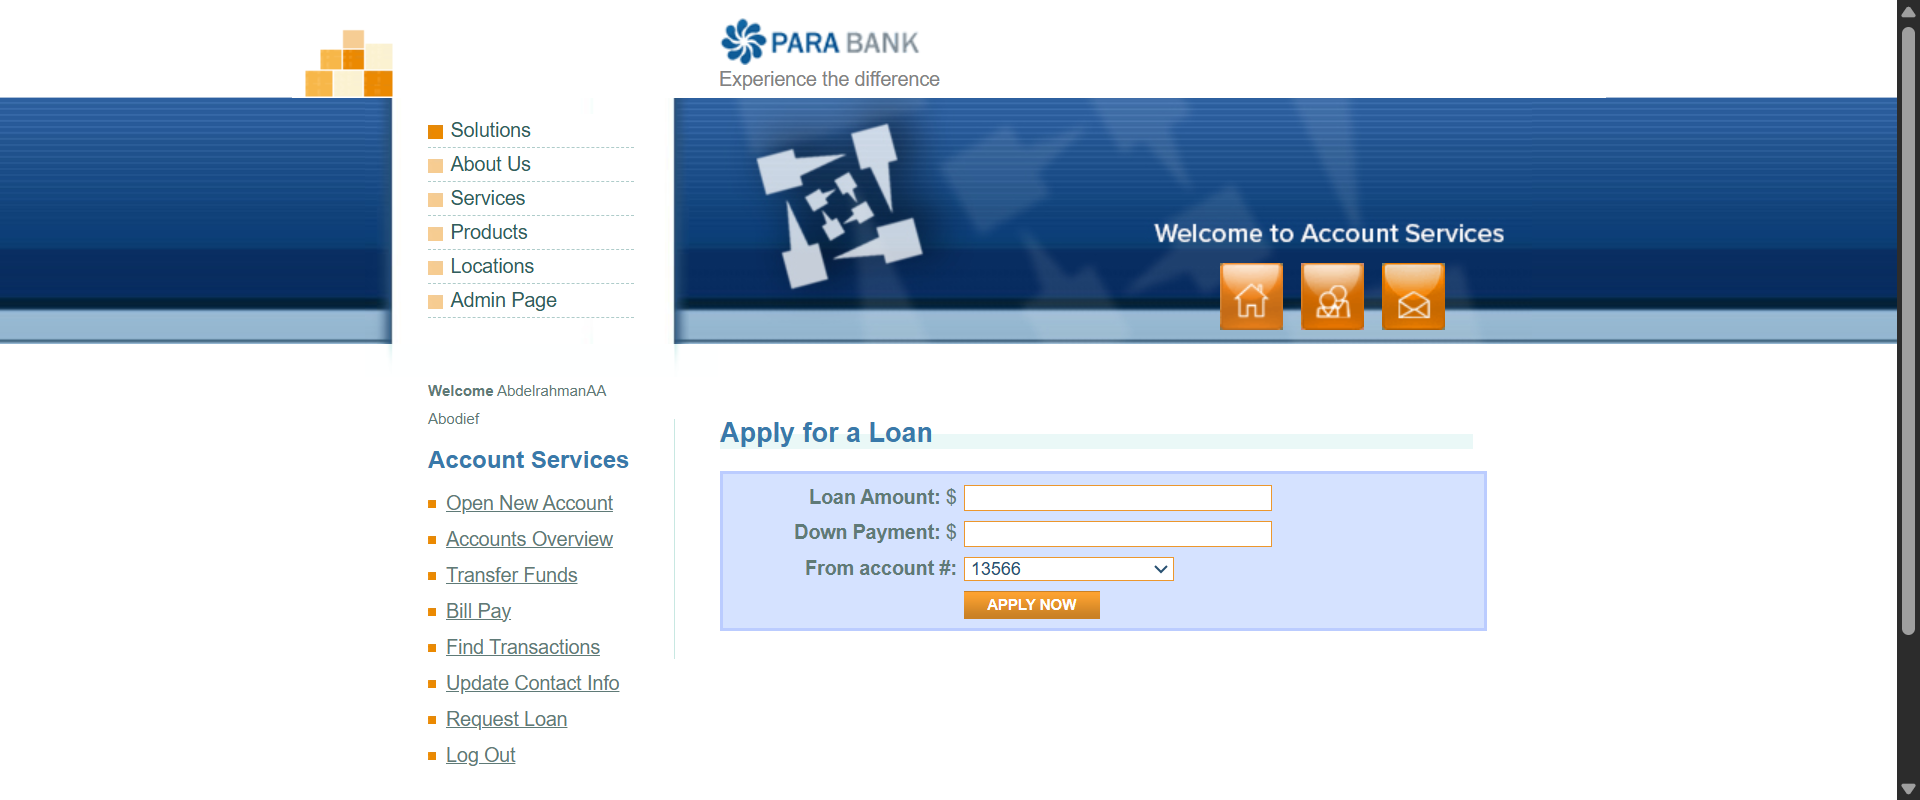 PARA BANK
Experience the difference
Solutions
About Us
Services
Products
Locations
Admin Page
Welcome to Account Services
Welcome AbdelrahmanAA
Abodief
Account Services
Open New Account
Accounts Overview
Transfer Funds
Bill Pay
Find Transactions
Update Contact Info
Request Loan
Log Out
Apply for a Loan
Loan Amount: $
Down Payment: $
From account #: 13566
APPLY NOW